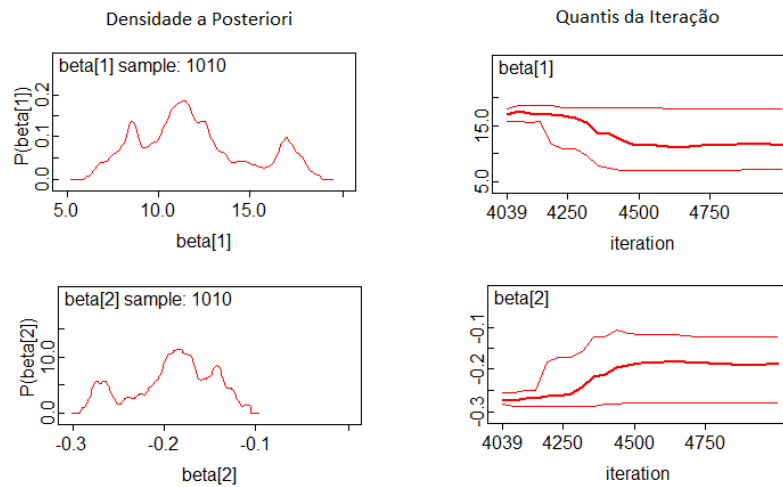 Densidade a Posteriori
Quantis da Iteração
beta[1] sample: 1010
P(beta[1])
0.0 0.1 0.2
5.0 10.0 15.0
beta[1]
beta[1]
5.0 15.0
4039 4250 4500 4750
iteration
beta[2] sample: 1010
P(beta[2])
0.0 10.0
-0.3 -0.2 -0.1
beta[2]
beta[2]
-0.3 -0.2 -0.1
4039 4250 4500 4750
iteration